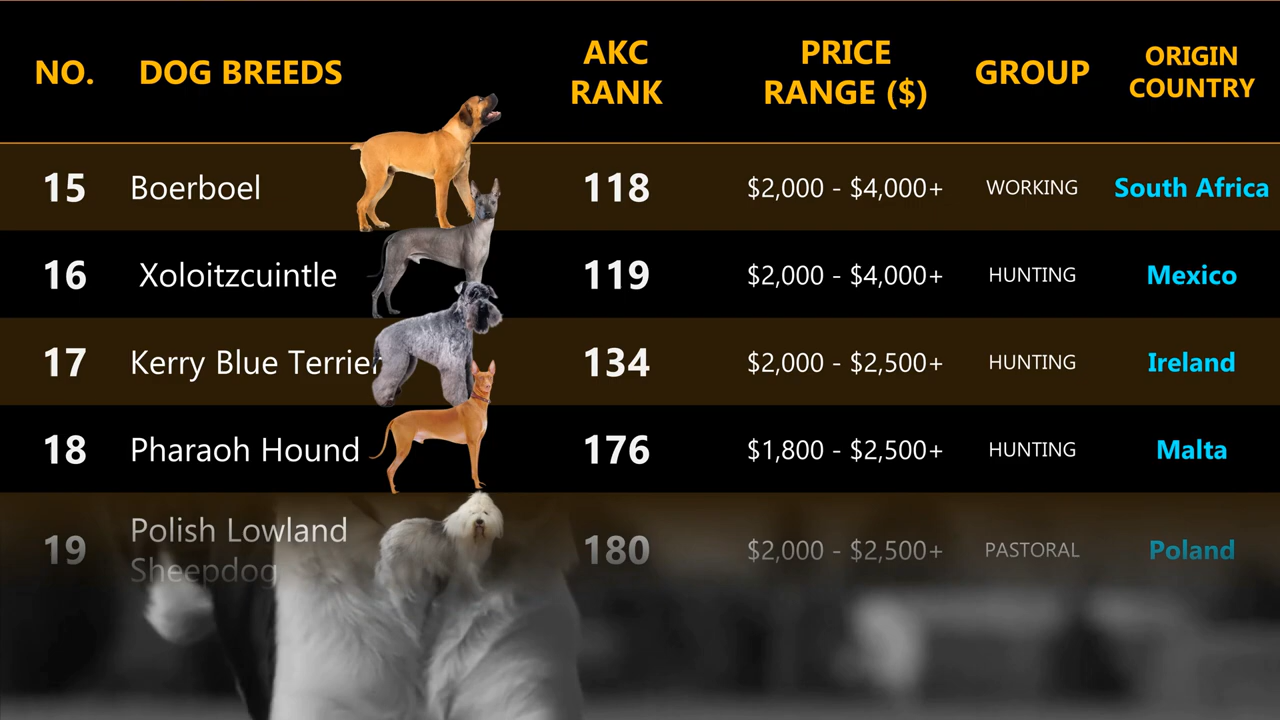 NO. DOG BREEDS AKC RANK PRICE RANGE ($) GROUP ORIGIN COUNTRY
15 Boerboel 118 $2,000 - $4,000+ WORKING South Africa
16 Xoloitzcuintle 119 $2,000 - $4,000+ HUNTING Mexico
17 Kerry Blue Terrier 134 $2,000 - $2,500+ HUNTING Ireland
18 Pharaoh Hound 176 $1,800 - $2,500+ HUNTING Malta
19 Polish Lowland Sheepdog 180 $2,000 - $2,500+ PASTORAL Poland